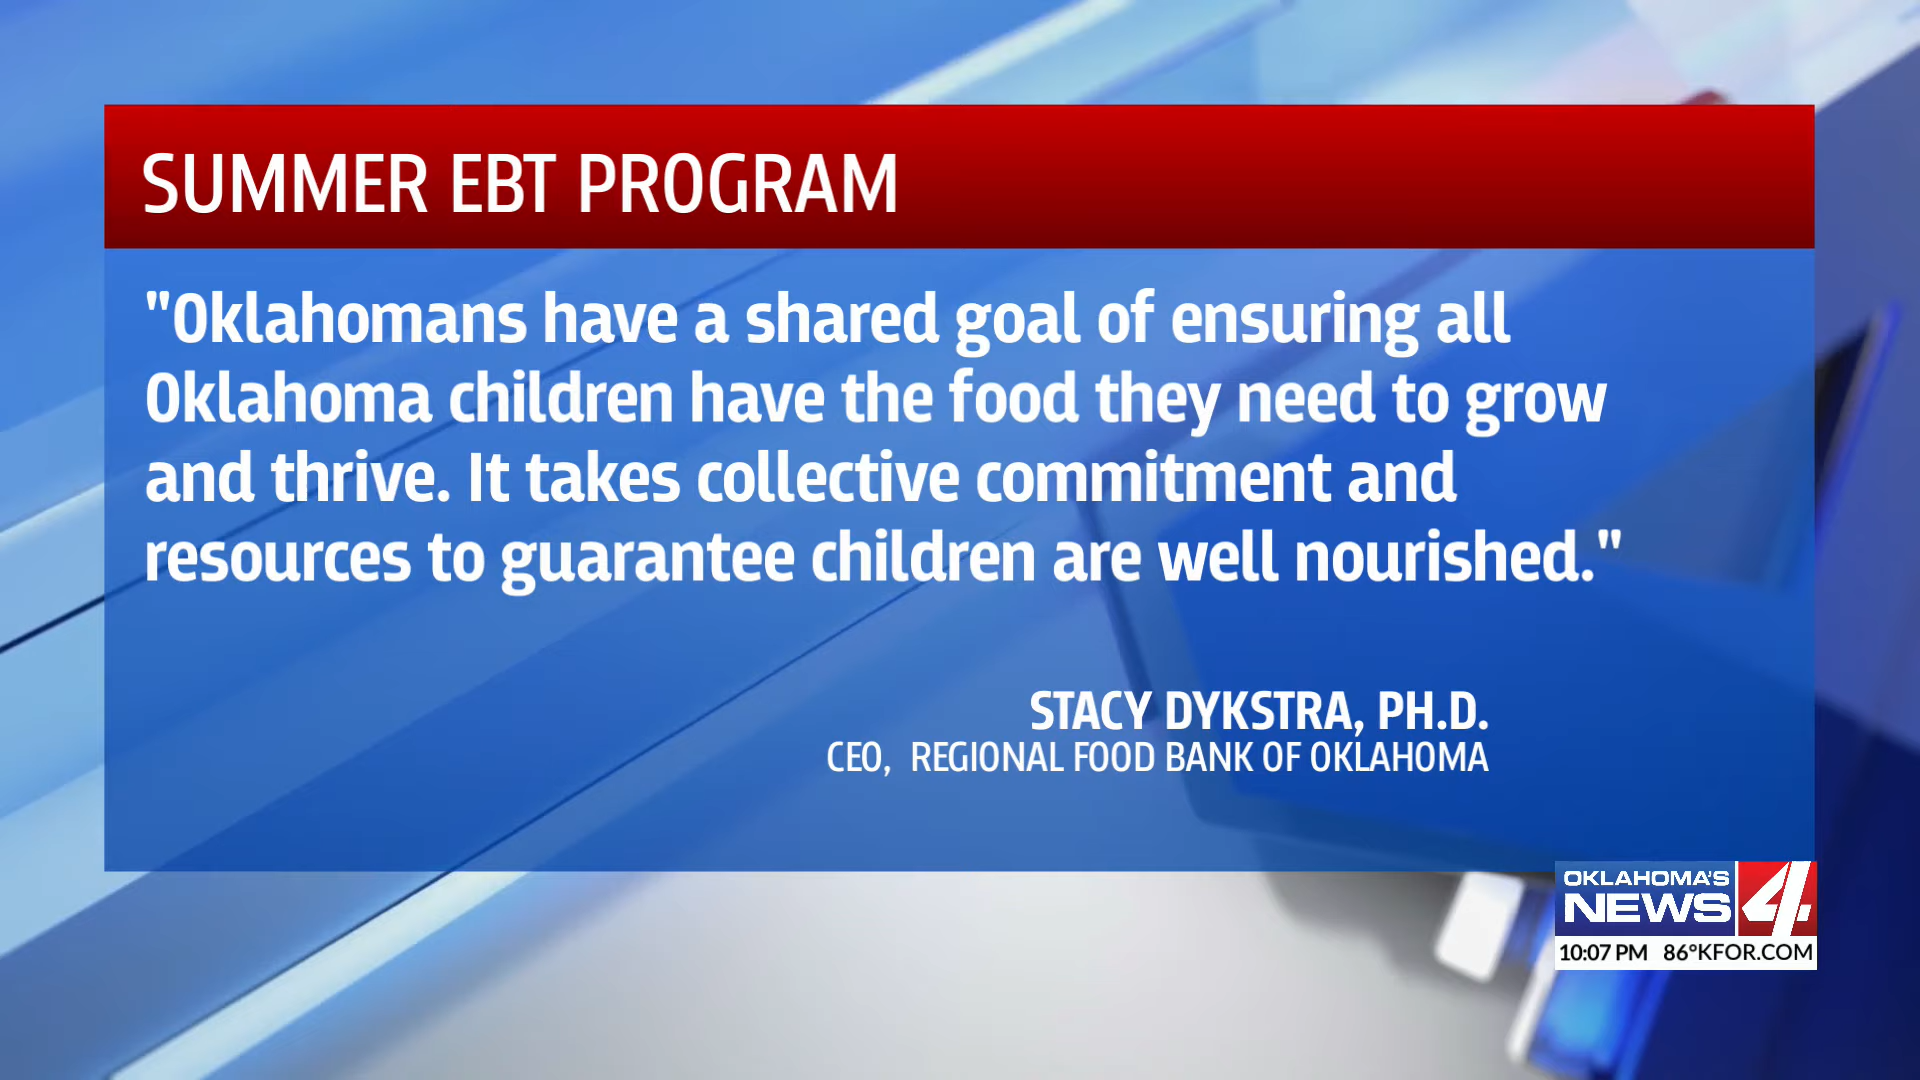 SUMMER EBT PROGRAM
"Oklahomans have a shared goal of ensuring all
Oklahoma children have the food they need to grow
and thrive. It takes collective commitment and
resources to guarantee children are well nourished."
STACY DYKSTRA, PH.D.
CEO, REGIONAL FOOD BANK OF OKLAHOMA
OKLAHOMA'S
NEWS 4
10:07 PM 86° KFOR.COM